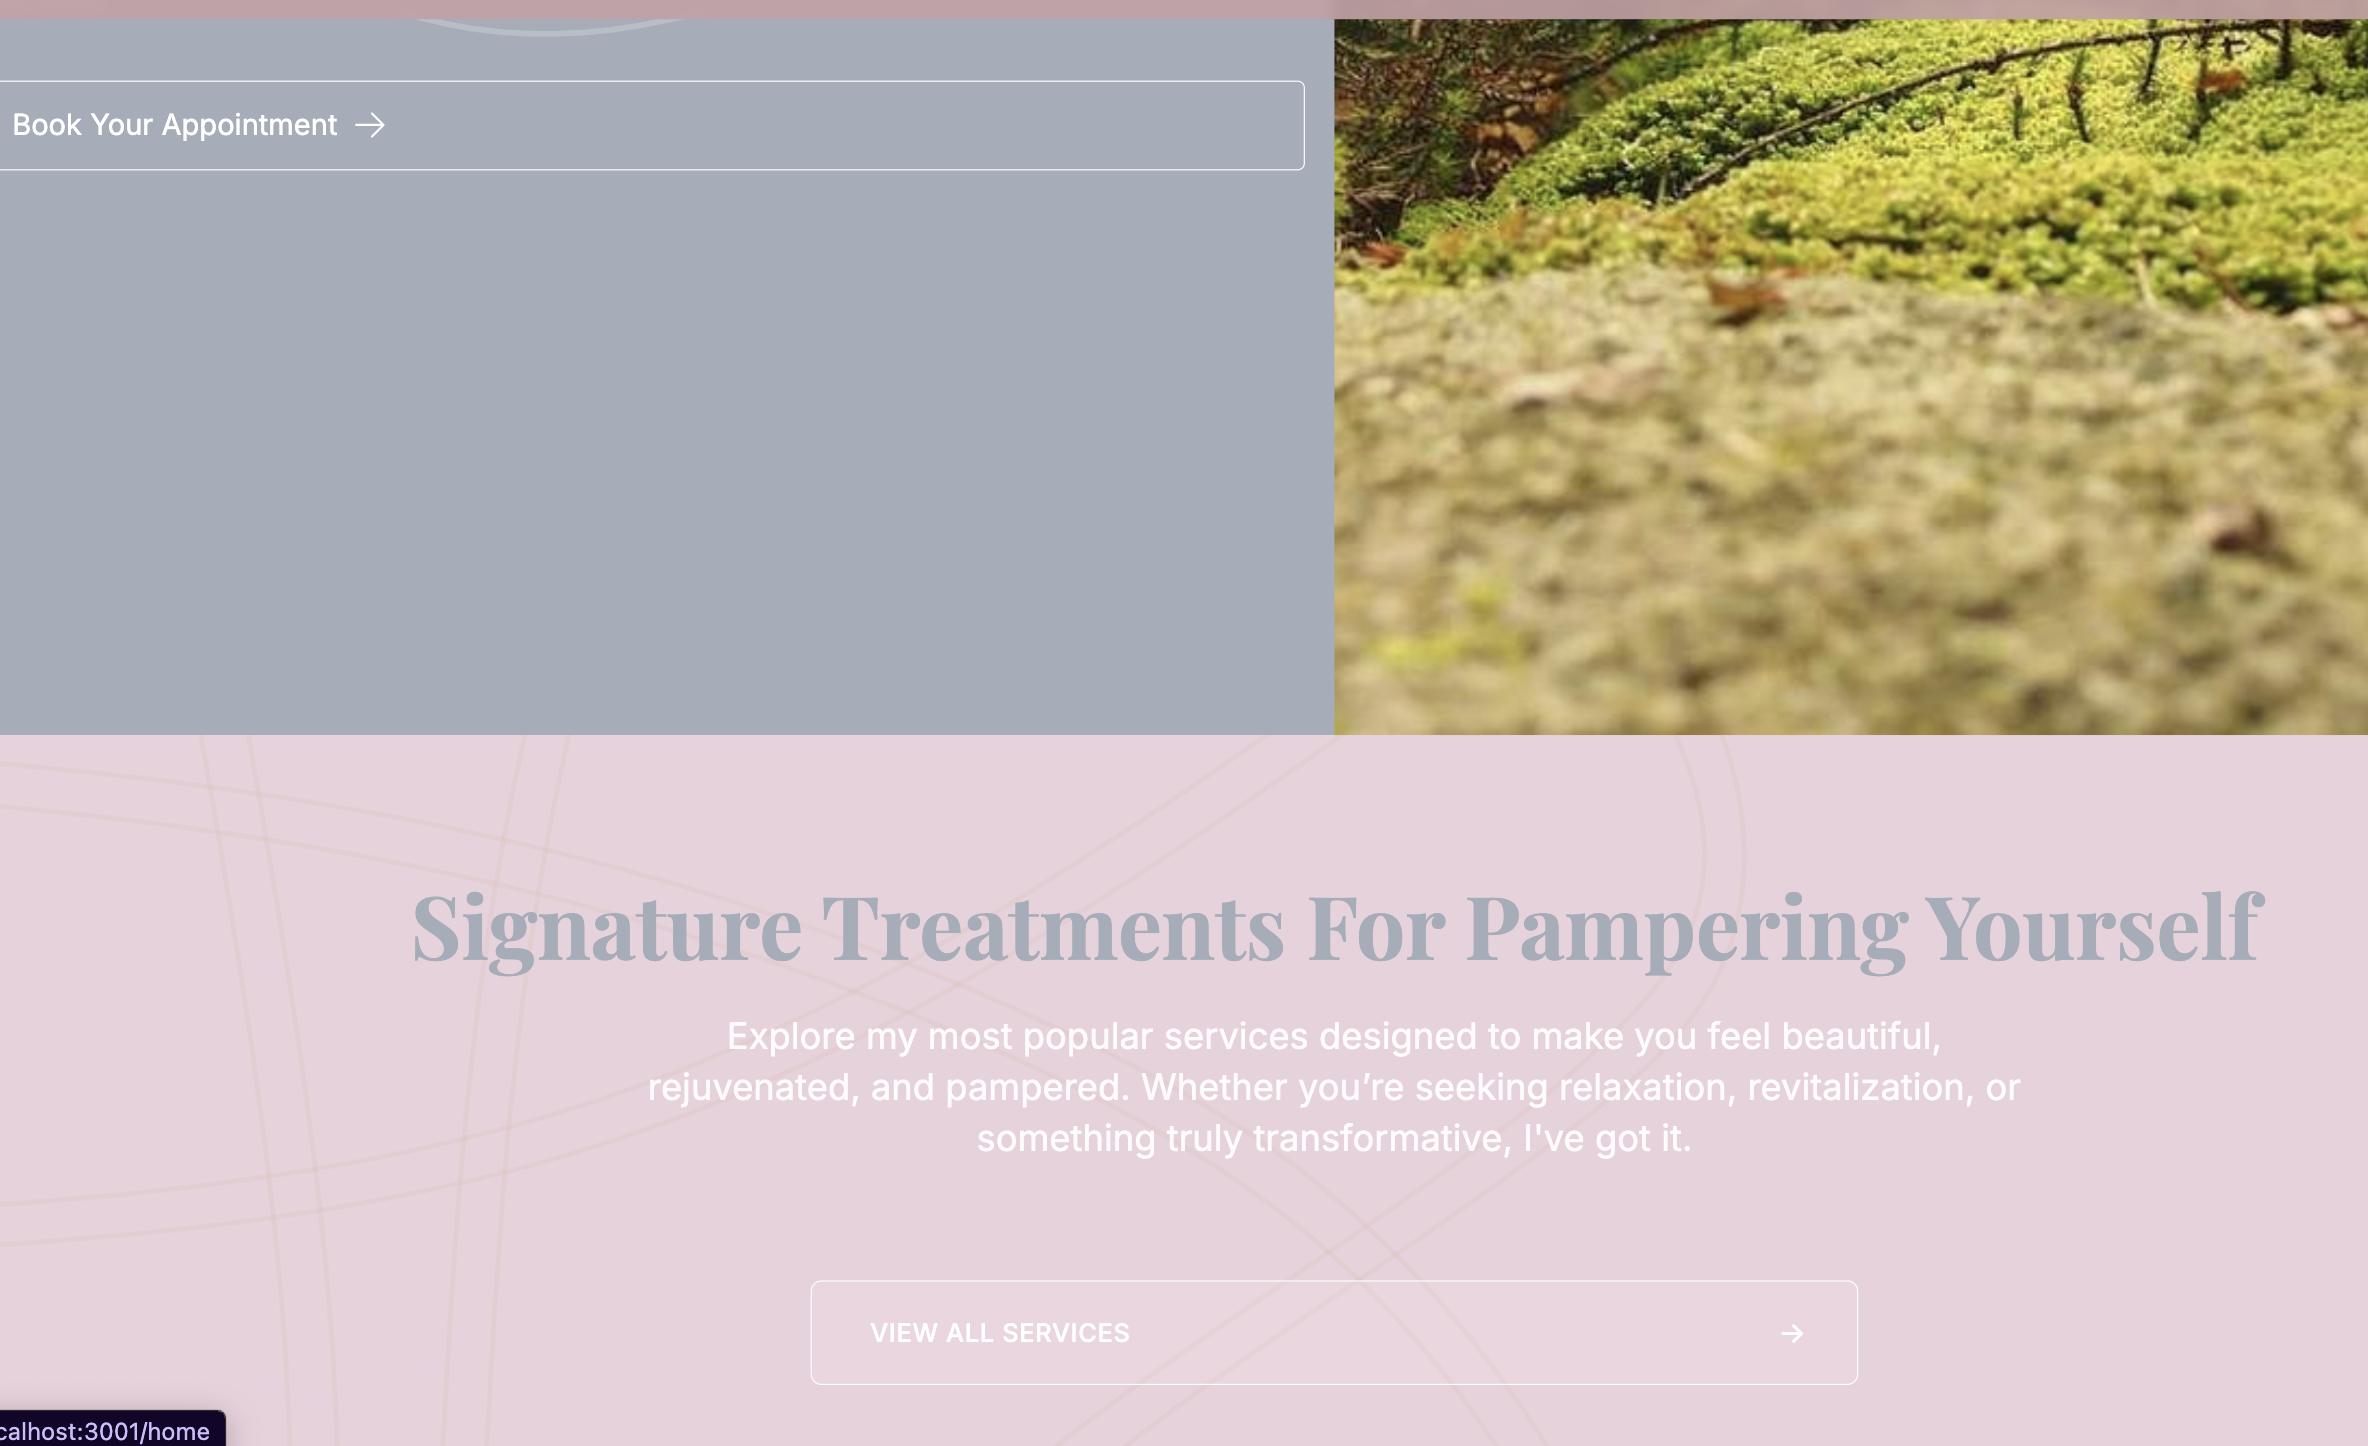 Book Your Appointment →
Signature Treatments For Pampering Yourself
Explore my most popular services designed to make you feel beautiful,
rejuvenated, and pampered. Whether you’re seeking relaxation, revitalization, or
something truly transformative, I've got it.
VIEW ALL SERVICES →
calhost:3001/home